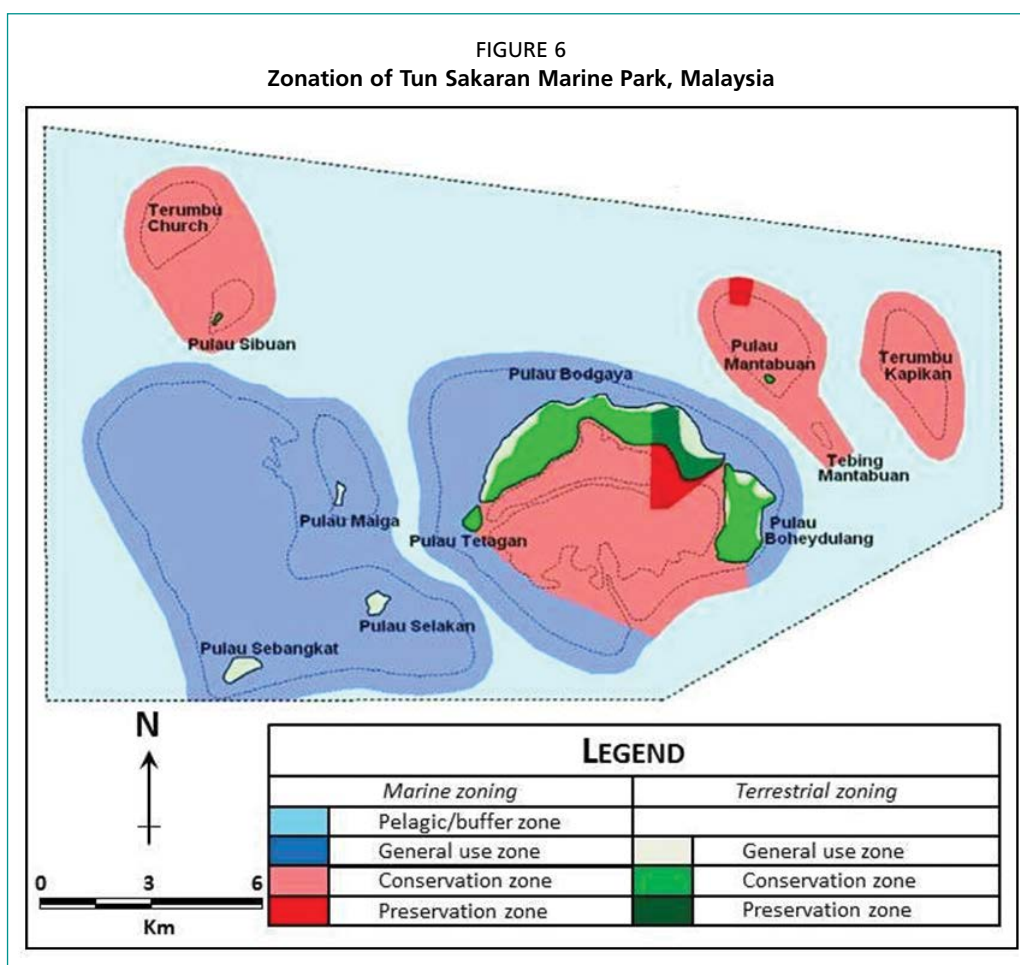 FIGURE 6
Zonation of Tun Sakaran Marine Park, Malaysia
Terumbu
Church
Pulau Sibuan
Pulau Bodgaya
Pulau
Mantabuan
Terumbu
Kapikan
Tebing
Mantabuan
Pulau Maiga
Pulau Tetagan
Pulau
Boheydulang
Pulau Selakan
Pulau Sebangkat
N
0 3 6
Km
LEGEND
Marine zoning Terrestrial zoning
Pelagic/buffer zone
General use zone General use zone
Conservation zone Conservation zone
Preservation zone Preservation zone